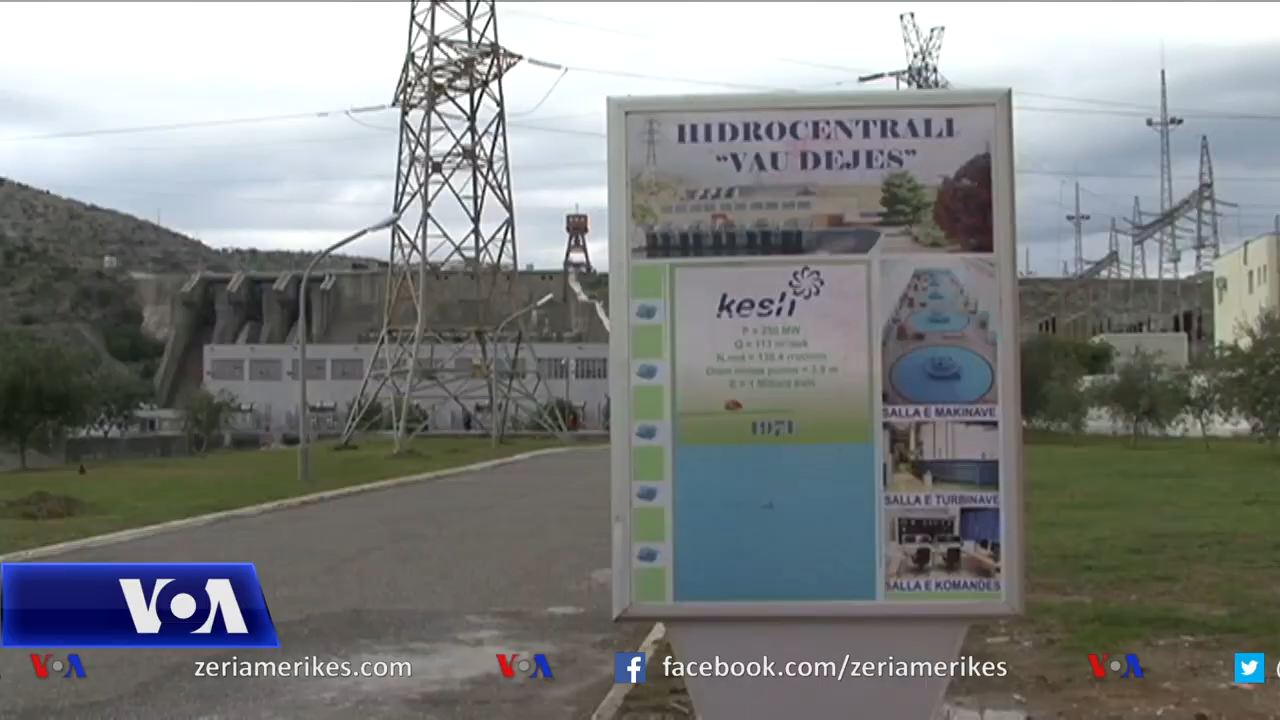 HIDROCENTRALI
“VAU DEJES”
kesh
P = 250 MW
1971
SALLA E MAKINAVE
SALLA E TURBINAVE
SALLA E KOMANDES
VOA
VOA
zeriamerikes.com
VOA
facebook.com/zeriamerikes
VOA